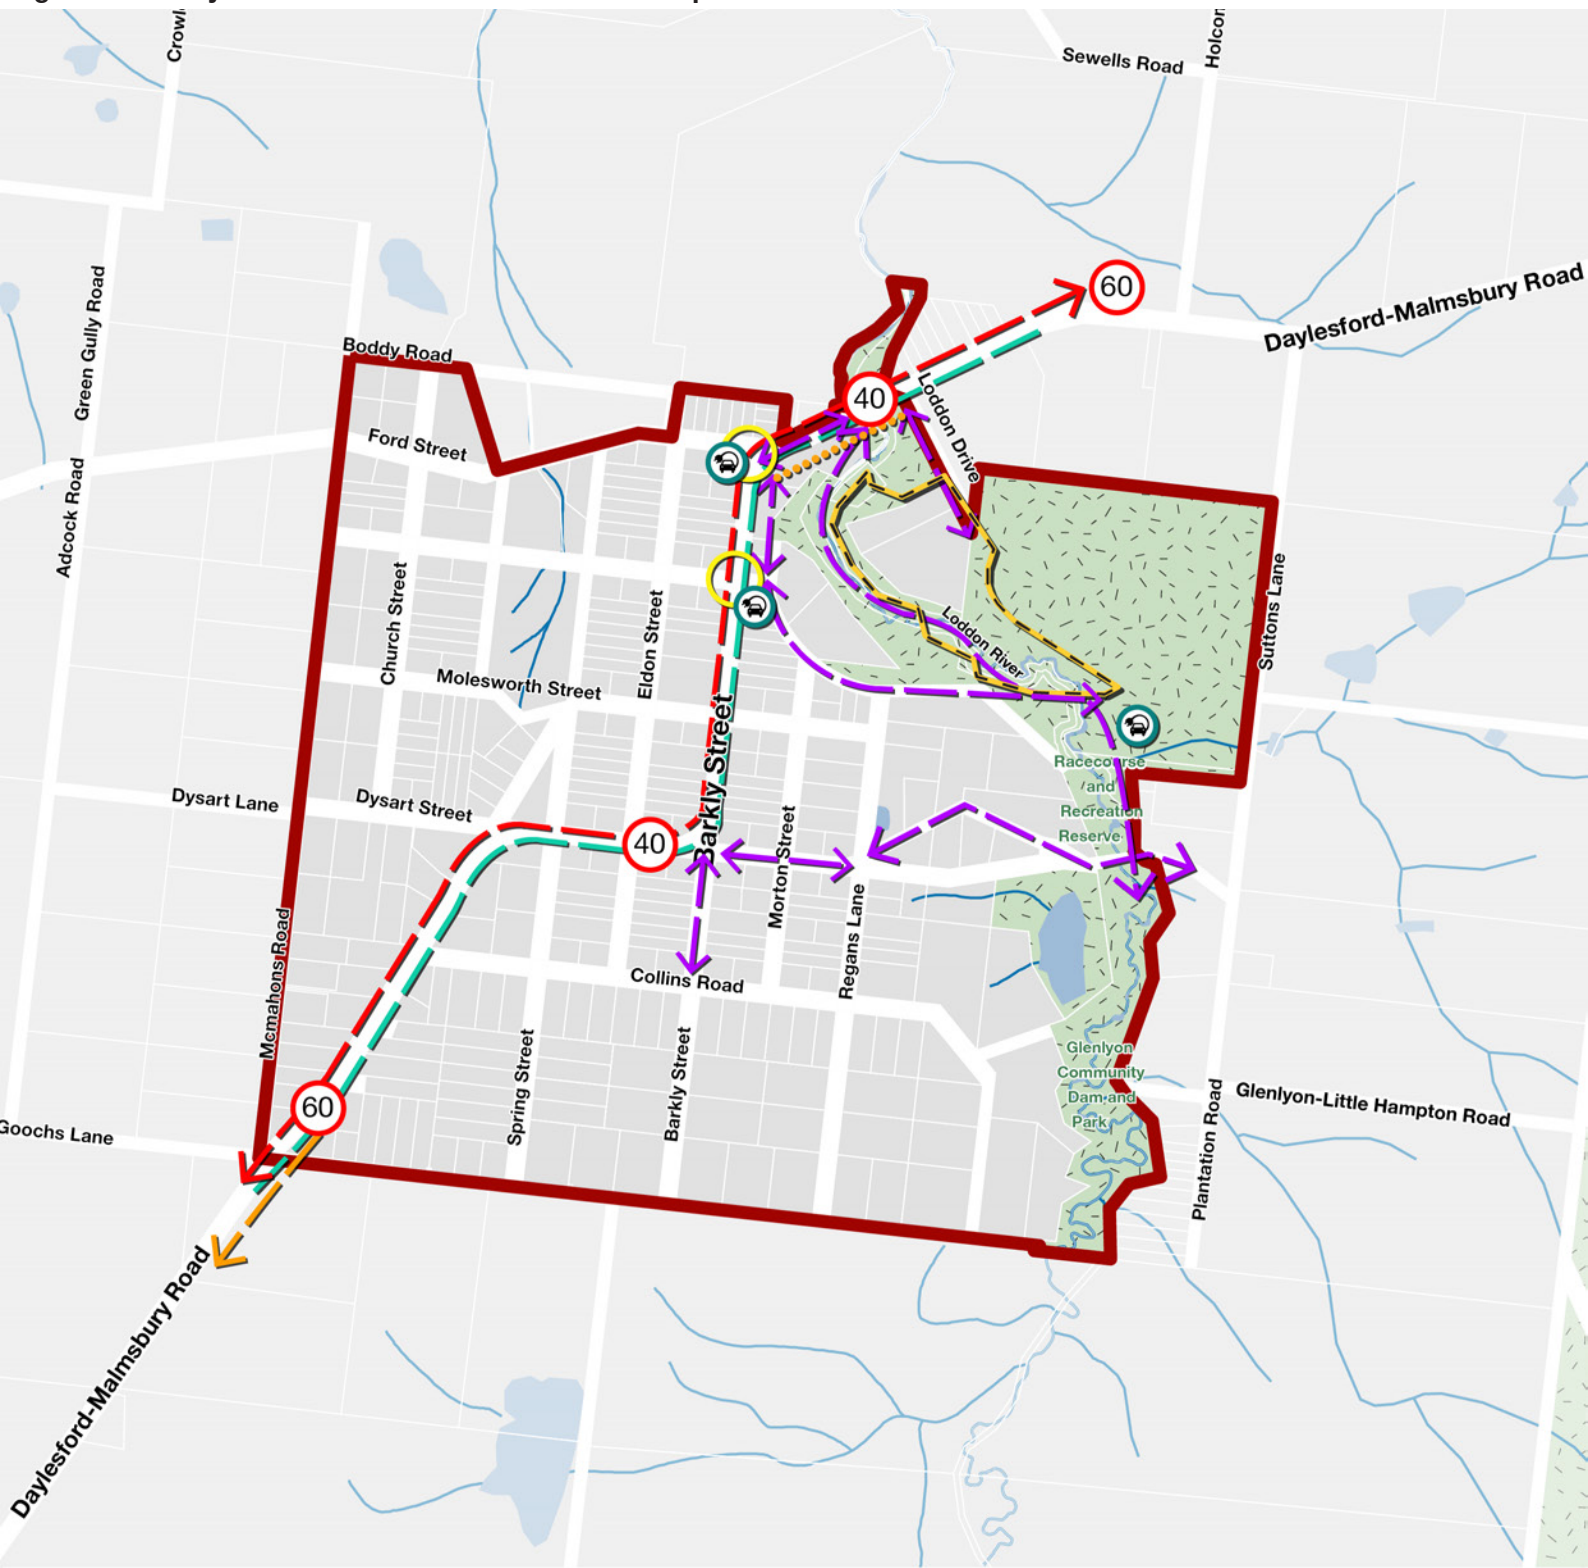 Crowl
Holcon
Sewells Road
Daylesford-Malmsbury Road
60
Green Gully Road
Boddy Road
40
Loddon Drive
Ford Street
Adcock Road
Church Street
Eldon Street
Loddon River
Suttons Lane
Molesworth Street
Barkly Street
Racecourse
and
Recreation
Reserve
Dysart Lane
Dysart Street
40
Morton Street
Regans Lane
Mcmahons Road
Collins Road
Spring Street
Barkly Street
Glenlyon
Community
Dam and
Park
Plantation Road
Glenlyon-Little Hampton Road
60
Goochs Lane
Daylesford-Malmsbury Road